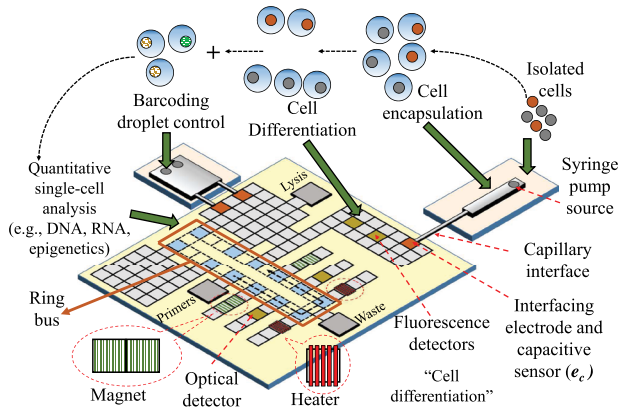 +
Isolated
cells
Barcoding
droplet control
Cell
Differentiation
Cell
encapsulation
Quantitative
single-cell
analysis
(e.g., DNA, RNA,
epigenetics)
Lysis
Syringe
pump
source
Capillary
interface
Ring
bus
Primers
Waste
Fluorescence
detectors
Interfacing
electrode and
capacitive
sensor (e_c)
"Cell
differentiation"
Magnet
Optical
detector
Heater